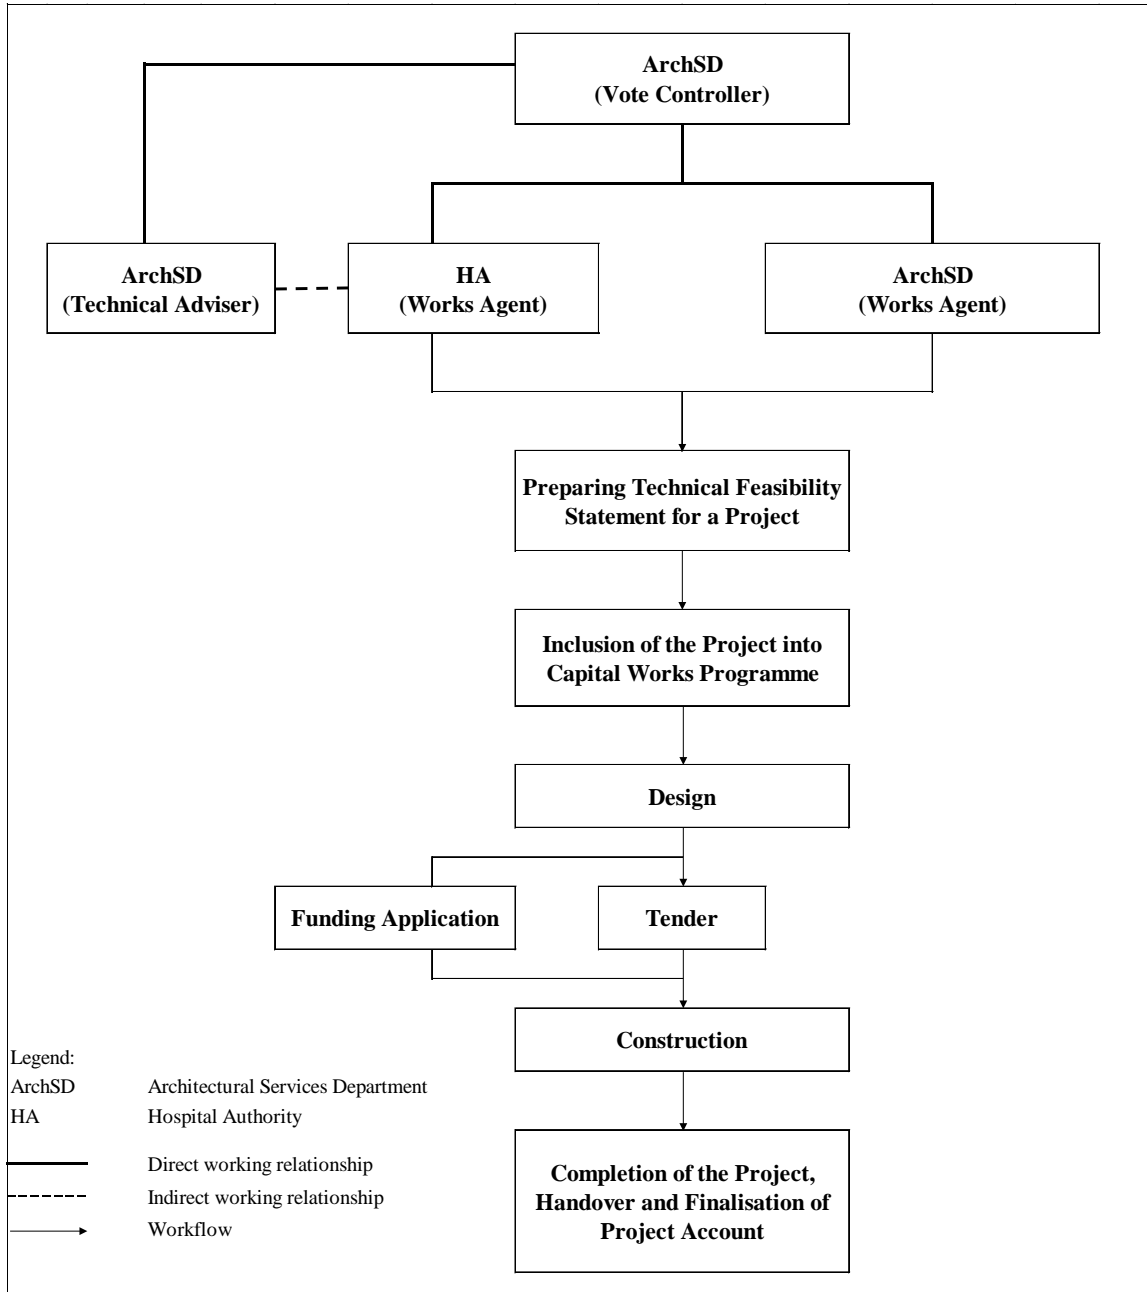 ArchSD
(Vote Controller)
ArchSD
(Technical Adviser)
HA
(Works Agent)
ArchSD
(Works Agent)
Preparing Technical Feasibility
Statement for a Project
Inclusion of the Project into
Capital Works Programme
Design
Funding Application
Tender
Construction
Completion of the Project,
Handover and Finalisation of
Project Account
Legend:
ArchSD Architectural Services Department
HA Hospital Authority
Direct working relationship
Indirect working relationship
Workflow